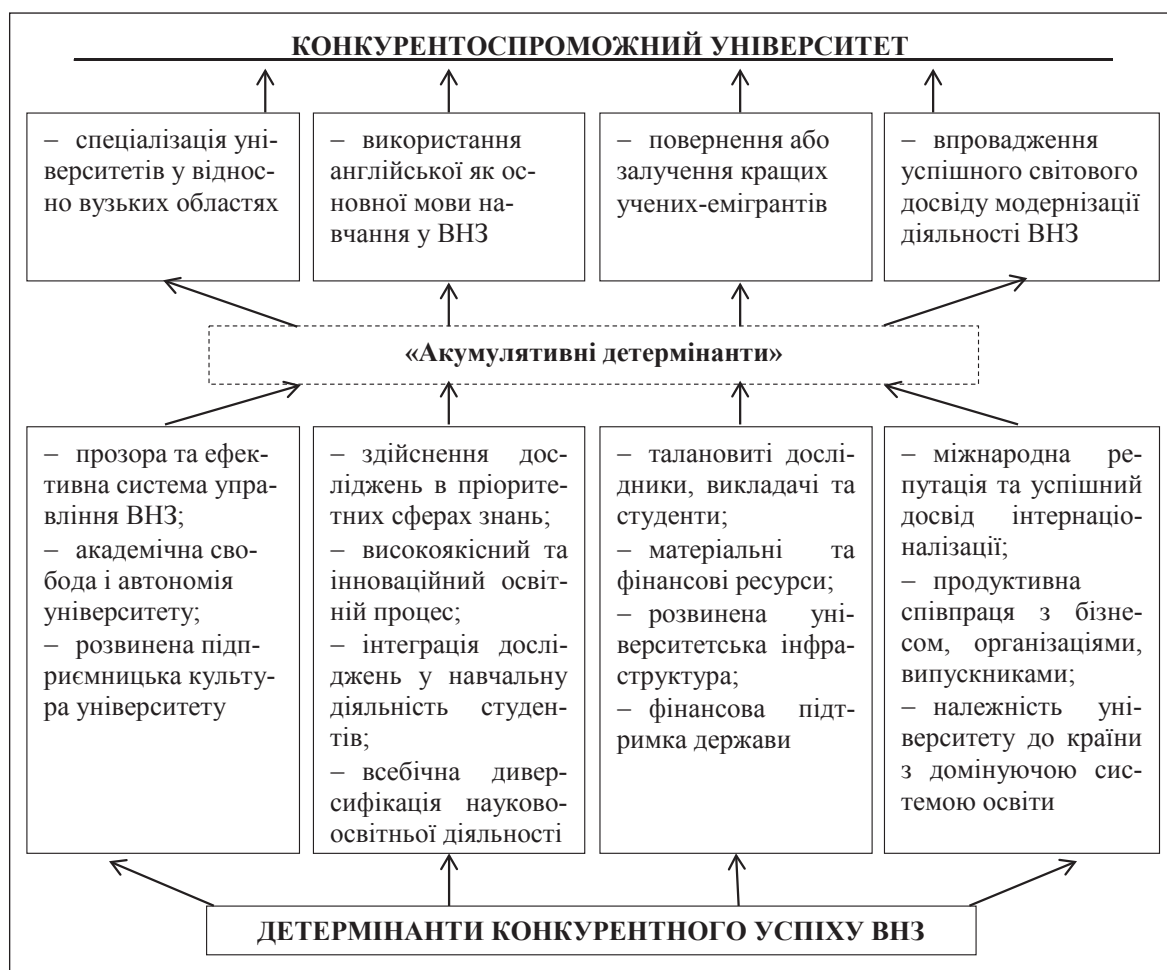 КОНКУРЕНТОСПРОМОЖНИЙ УНІВЕРСИТЕТ
– спеціалізація уні-
верситетів у віднос-
но вузьких областях
– використання
англійської як ос-
новної мови на-
вчання у ВНЗ
– повернення або
залучення кращих
учених-емігрантів
– впровадження
успішного світового
досвіду модернізації
діяльності ВНЗ
«Акумулятивні детермінанти»
– прозора та ефек-
тивна система упра-
вління ВНЗ;
– академічна сво-
бода і автономія
університету;
– розвинена підп-
риємницька культу-
ра університету
– здійснення дос-
ліджень в пріорите-
тних сферах знань;
– високоякісний та
інноваційний освіт-
ній процес;
– інтеграція дослі-
джень у навчальну
діяльність студен-
тів;
– всебічна дивер-
сифікація науково-
освітньої діяльності
– талановиті дослі-
дники, викладачі та
студенти;
– матеріальні та
фінансові ресурси;
– розвинена уні-
верситетська інфра-
структура;
– фінансова підт-
римка держави
– міжнародна ре-
путація та успішний
досвід інтернаціо-
налізації;
– продуктивна
співпраця з бізне-
сом, організаціями,
випускниками;
– належність уні-
верситету до країни
з домінуючою сис-
темою освіти
ДЕТЕРМІНАНТИ КОНКУРЕНТНОГО УСПІХУ ВНЗ